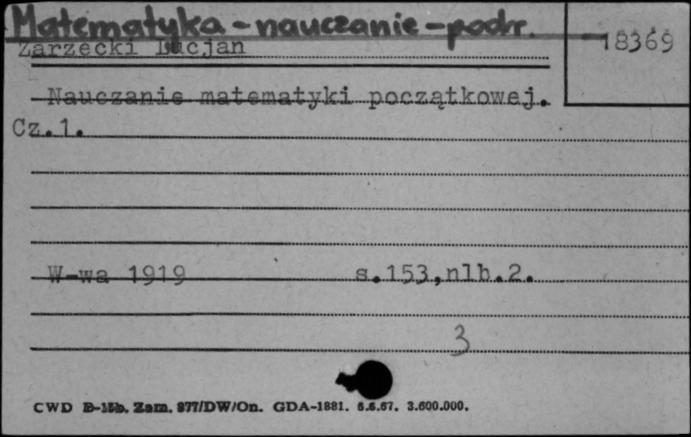 Matematyka - nauczanie - podr.
18369
Zarzecki Lucjan
Nauczanie matematyki początkowej.
Cz.1.
W-wa 1919 s.153,nlb.2.
3
CWD B-15b. Zam. 977/DW/On. GDA-1881. 6.6.67. 3.600.000.